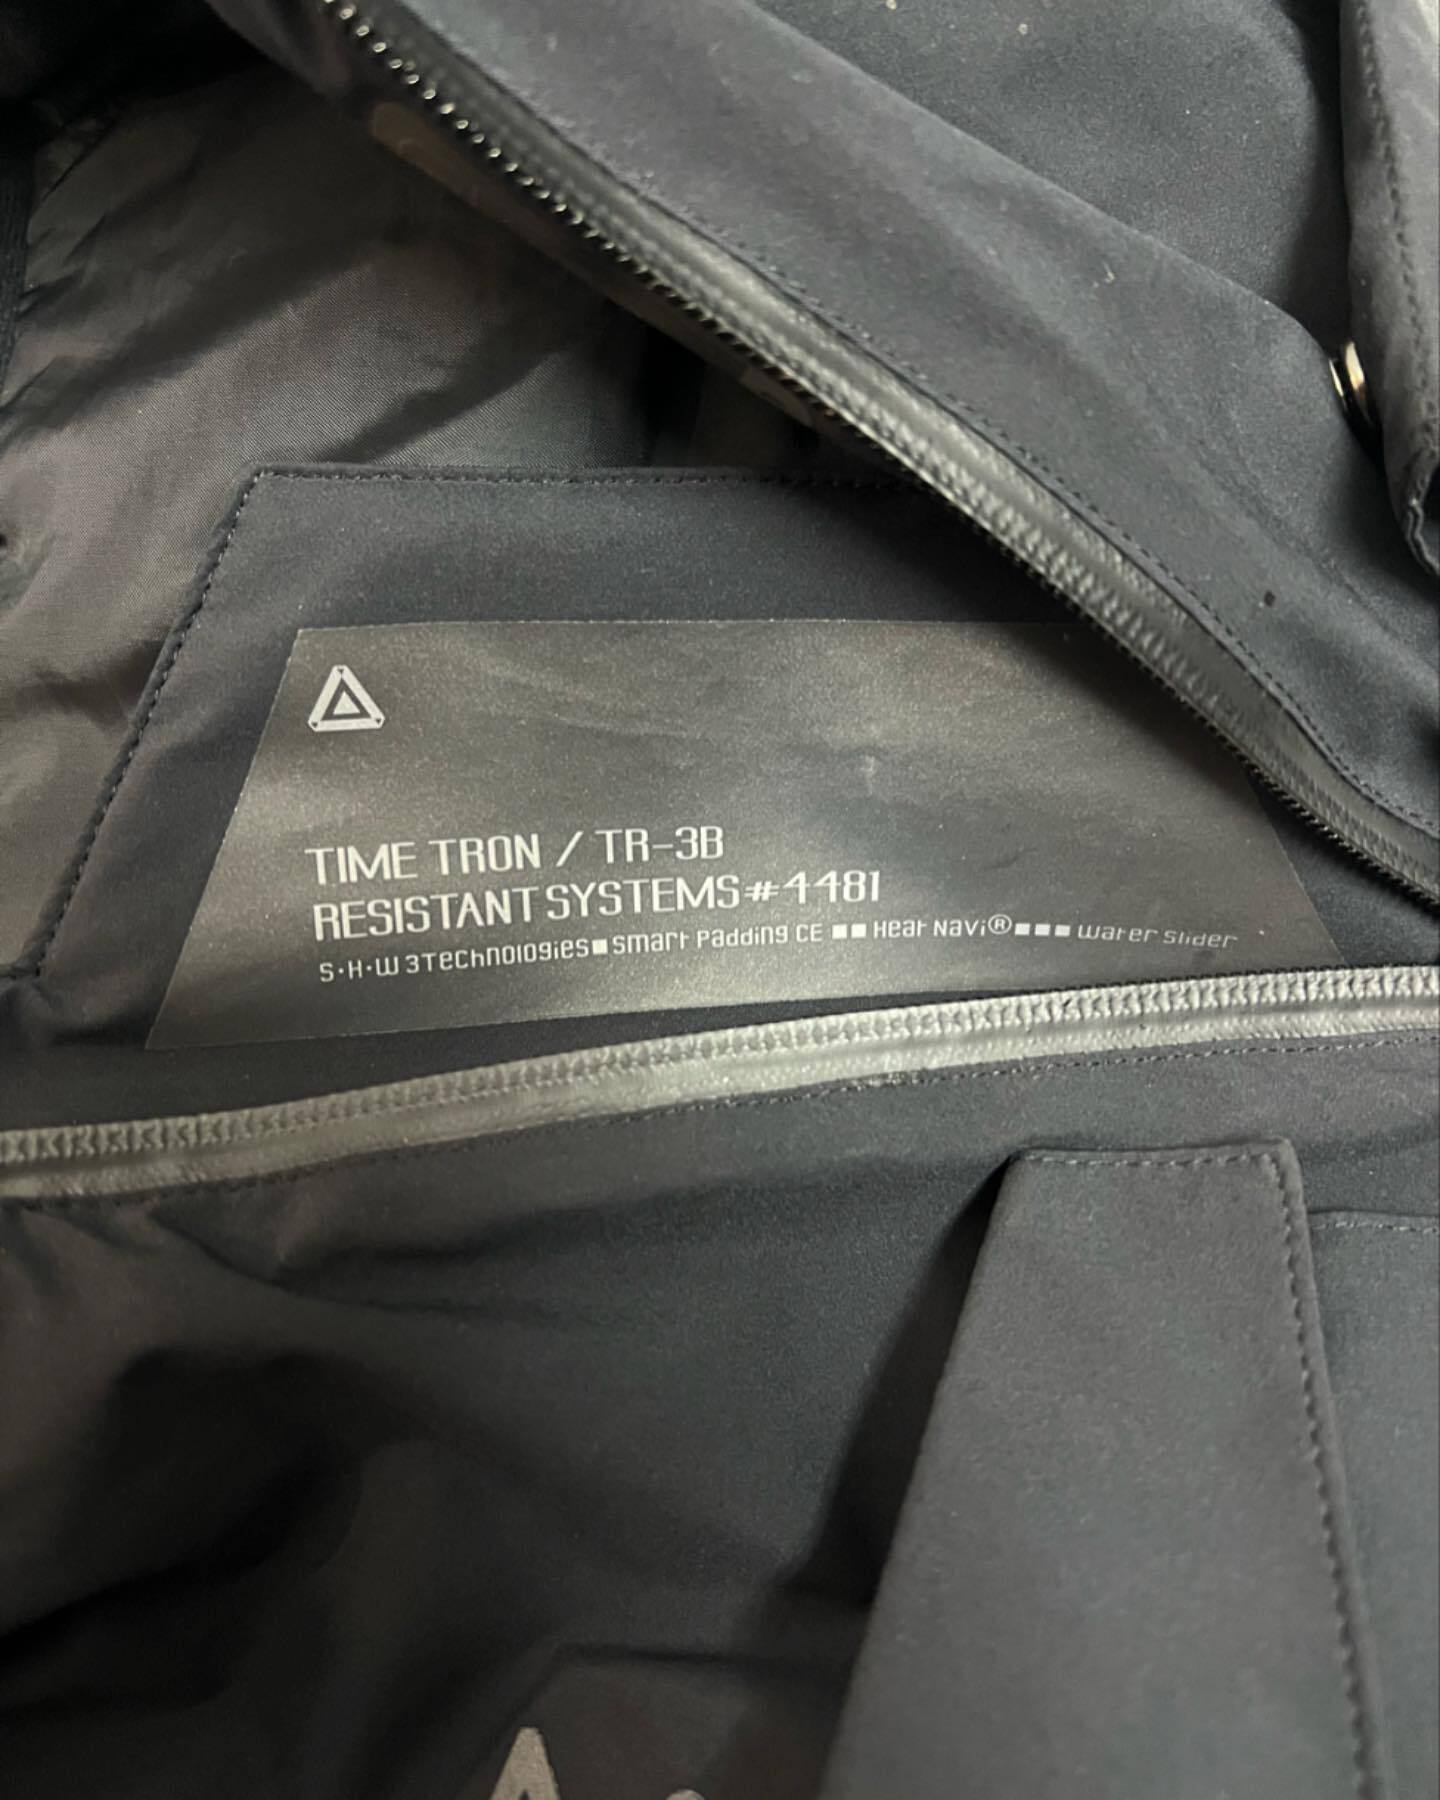 TIME TRON / TR-3B
RESISTANT SYSTEMS#4481
S·H·W 3Technologies■Smart Padding CE ■■Heat Navi®■■■Water Slider